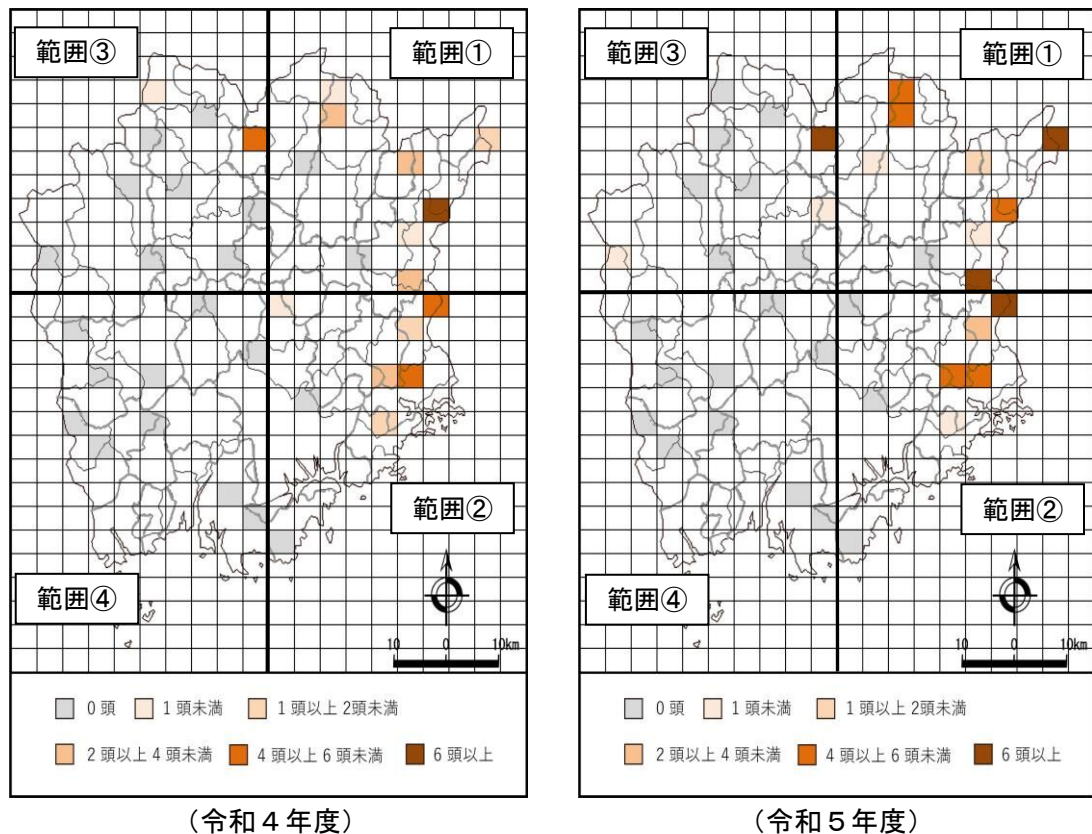 範囲③
範囲①
範囲②
範囲④
10 0 10km
0頭 1頭未満 1頭以上2頭未満
2頭以上4頭未満 4頭以上6頭未満 6頭以上
(令和4年度)
範囲③
範囲①
範囲②
範囲④
10 0 10km
0頭 1頭未満 1頭以上2頭未満
2頭以上4頭未満 4頭以上6頭未満 6頭以上
(令和5年度)